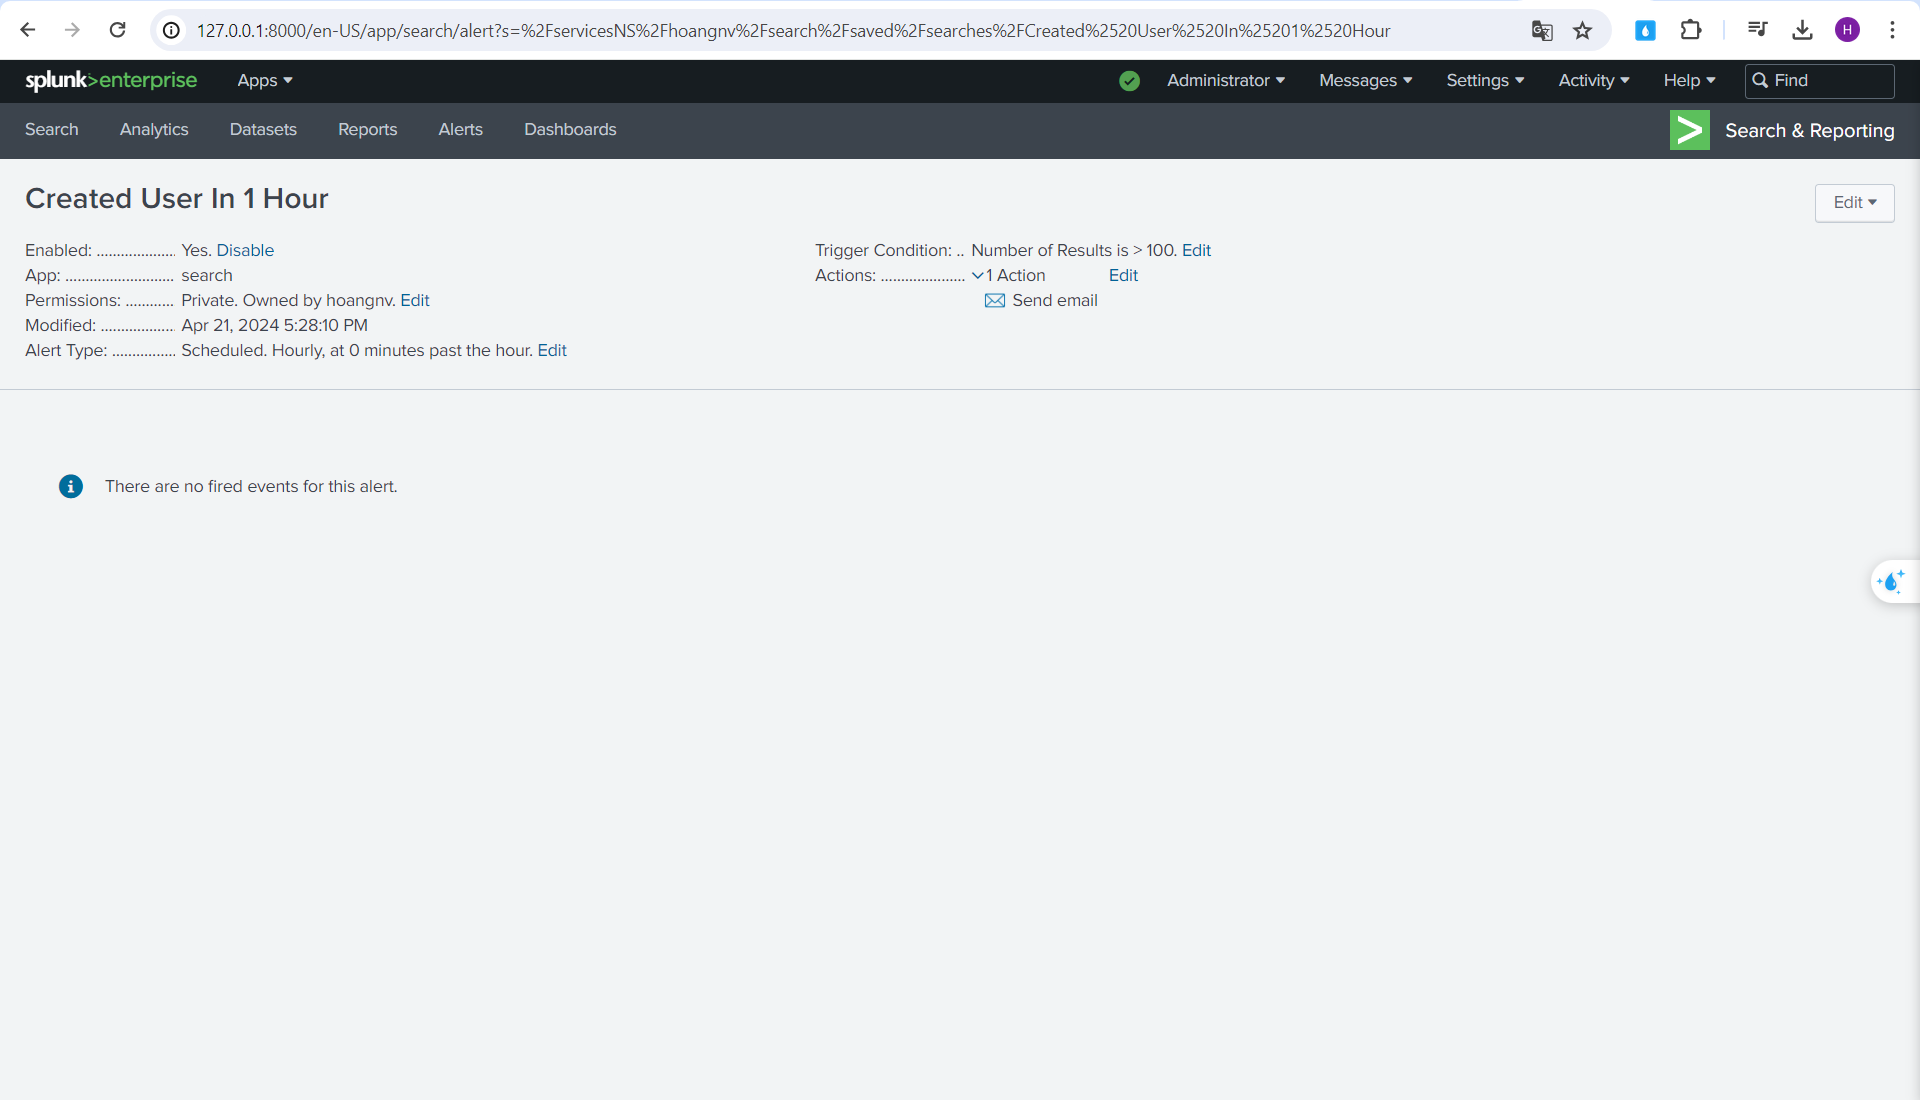 127.0.0.1:8000/en-US/app/search/alert?s=%2FservicesNS%2Fhoangnv%2Fsearch%2Fsaved%2Fsearches%2FCreated%2520User%2520In%25201%2520Hour
H
splunk>enterprise Apps Administrator Messages Settings Activity Help Find
Search Analytics Datasets Reports Alerts Dashboards Search & Reporting
Created User In 1 Hour
Edit
Enabled: ................... Yes. Disable
App: .......................... search
Permissions: ............ Private. Owned by hoangnv. Edit
Modified: .................. Apr 21, 2024 5:28:10 PM
Alert Type: ................ Scheduled. Hourly, at 0 minutes past the hour. Edit
Trigger Condition: .. Number of Results is > 100. Edit
Actions: ..................... 1 Action Edit
Send email
There are no fired events for this alert.